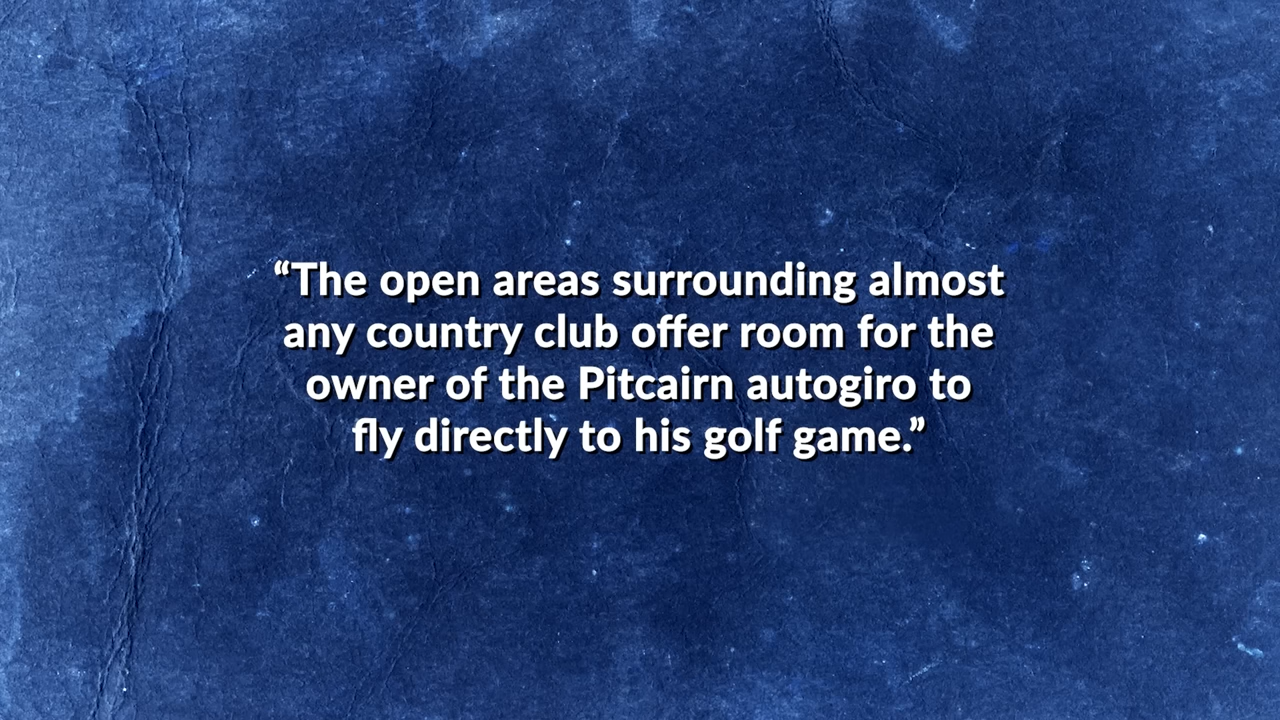 “The open areas surrounding almost
any country club offer room for the
owner of the Pitcairn autogiro to
fly directly to his golf game.”